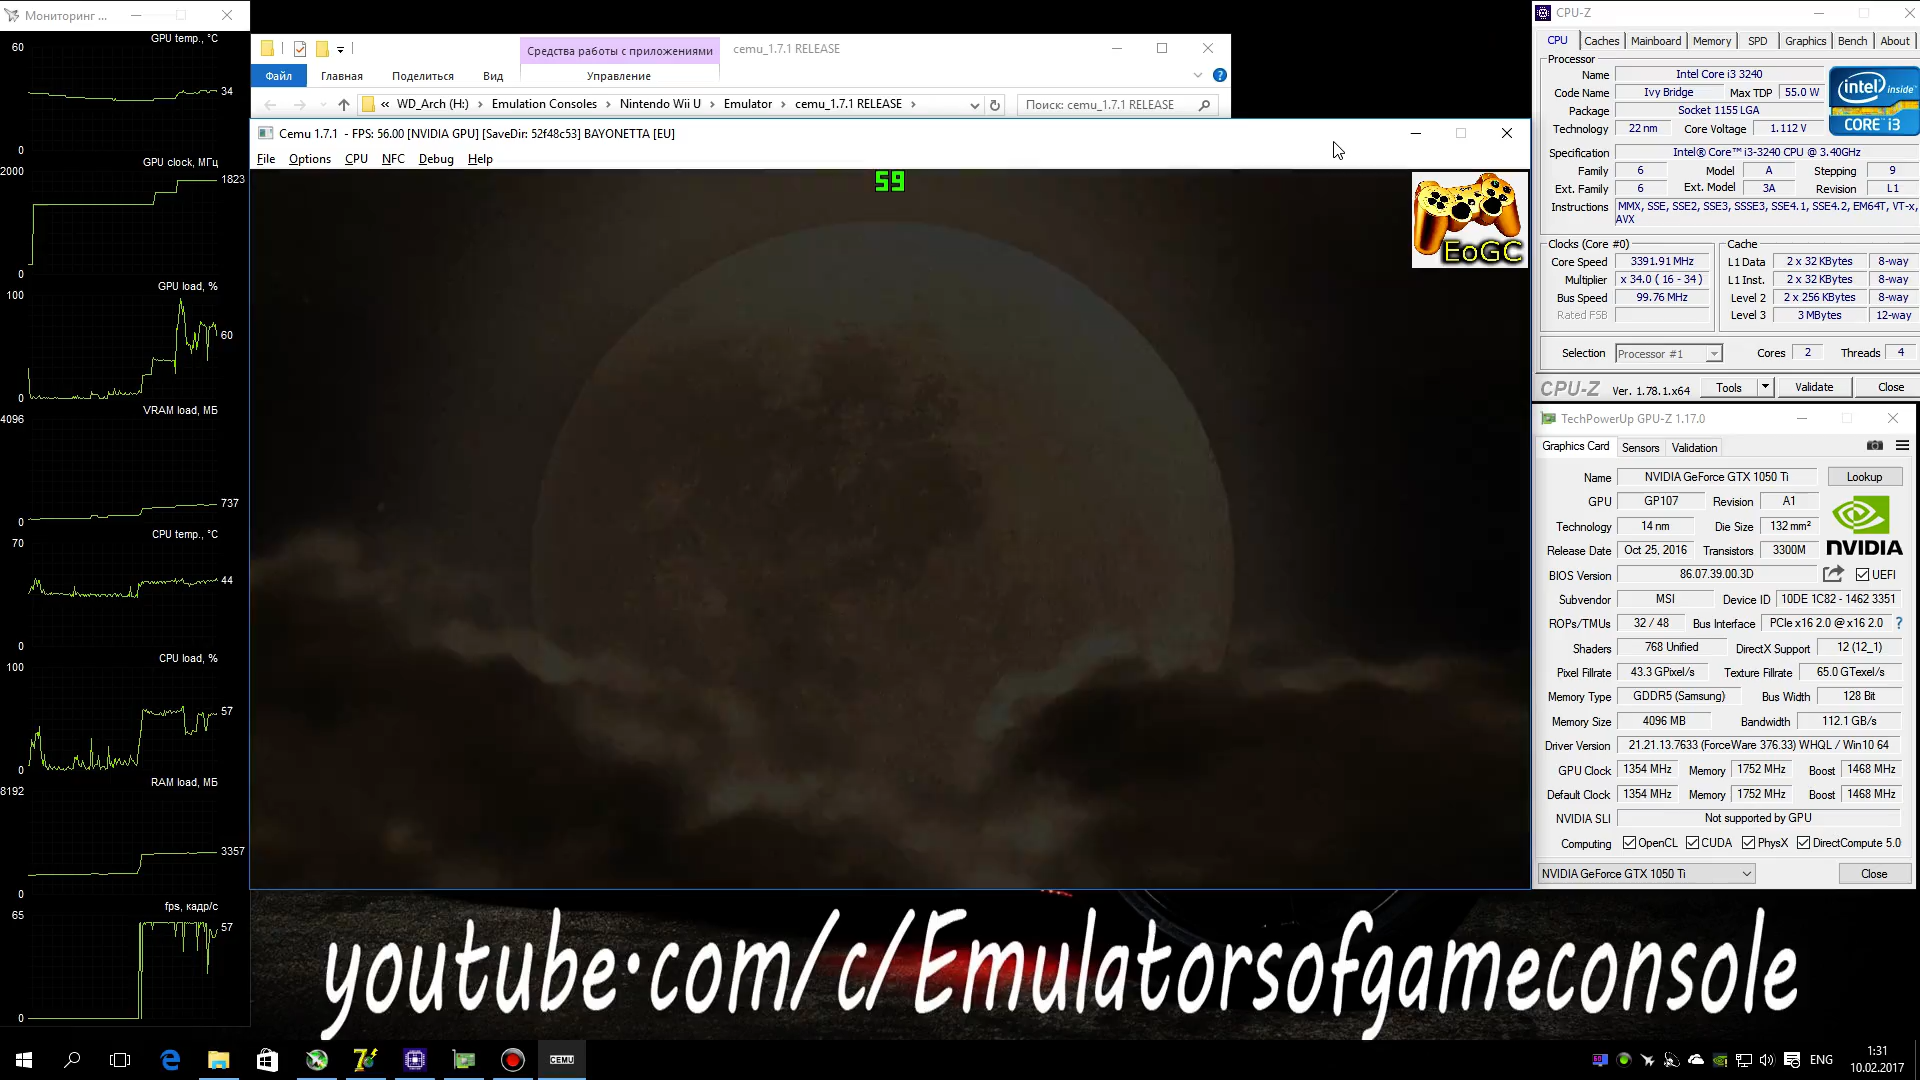 Мониторинг ...
GPU temp., °C
60
34
0
GPU clock, МГц
2000
1823
0
GPU load, %
100
60
0
VRAM load, МБ
4096
737
0
CPU temp., °C
70
44
0
CPU load, %
100
57
0
RAM load, МБ
8192
3357
0
fps, кадр/с
65
57
0
Средства работы с приложениями
cemu_1.7.1 RELEASE
Файл Главная Поделиться Вид Управление
« WD_Arch (H:) Emulation Consoles Nintendo Wii U Emulator cemu_1.7.1 RELEASE
Поиск: cemu_1.7.1 RELEASE
Cemu 1.7.1 - FPS: 56.00 [NVIDIA GPU] [SaveDir: 52f48c53] BAYONETTA [EU]
File Options CPU NFC Debug Help
59
EoGC
CPU-Z
CPU Caches Mainboard Memory SPD Graphics Bench About
Processor
Name Intel Core i3 3240
Code Name Ivy Bridge Max TDP 55.0 W
Package Socket 1155 LGA
Technology 22 nm Core Voltage 1.112 V
intel inside™
CORE i3
Specification Intel® Core™ i3-3240 CPU @ 3.40GHz
Family 6 Model A Stepping 9
Ext. Family 6 Ext. Model 3A Revision L1
Instructions MMX, SSE, SSE2, SSE3, SSSE3, SSE4.1, SSE4.2, EM64T, VT-x,
AVX
Clocks (Core #0) Cache
Core Speed 3391.91 MHz L1 Data 2 x 32 KBytes 8-way
Multiplier x 34.0 ( 16 - 34 ) L1 Inst. 2 x 32 KBytes 8-way
Bus Speed 99.76 MHz Level 2 2 x 256 KBytes 8-way
Rated FSB Level 3 3 MBytes 12-way
Selection Processor #1 Cores 2 Threads 4
CPU-Z Ver. 1.78.1.x64 Tools Validate Close
TechPowerUp GPU-Z 1.17.0
Graphics Card Sensors Validation
Name NVIDIA GeForce GTX 1050 Ti Lookup
GPU GP107 Revision A1
Technology 14 nm Die Size 132 mm²
Release Date Oct 25, 2016 Transistors 3300M
NVIDIA
BIOS Version 86.07.39.00.3D UEFI
Subvendor MSI Device ID 10DE 1C82 - 1462 3351
ROPs/TMUs 32 / 48 Bus Interface PCIe x16 2.0 @ x16 2.0 ?
Shaders 768 Unified DirectX Support 12 (12_1)
Pixel Fillrate 43.3 GPixel/s Texture Fillrate 65.0 GTexel/s
Memory Type GDDR5 (Samsung) Bus Width 128 Bit
Memory Size 4096 MB Bandwidth 112.1 GB/s
Driver Version 21.21.13.7633 (ForceWare 376.33) WHQL / Win10 64
GPU Clock 1354 MHz Memory 1752 MHz Boost 1468 MHz
Default Clock 1354 MHz Memory 1752 MHz Boost 1468 MHz
NVIDIA SLI Not supported by GPU
Computing OpenCL CUDA PhysX DirectCompute 5.0
NVIDIA GeForce GTX 1050 Ti Close
youtube.com/c/Emulatorsofgameconsole
CEMU
ENG
1:31
10.02.2017